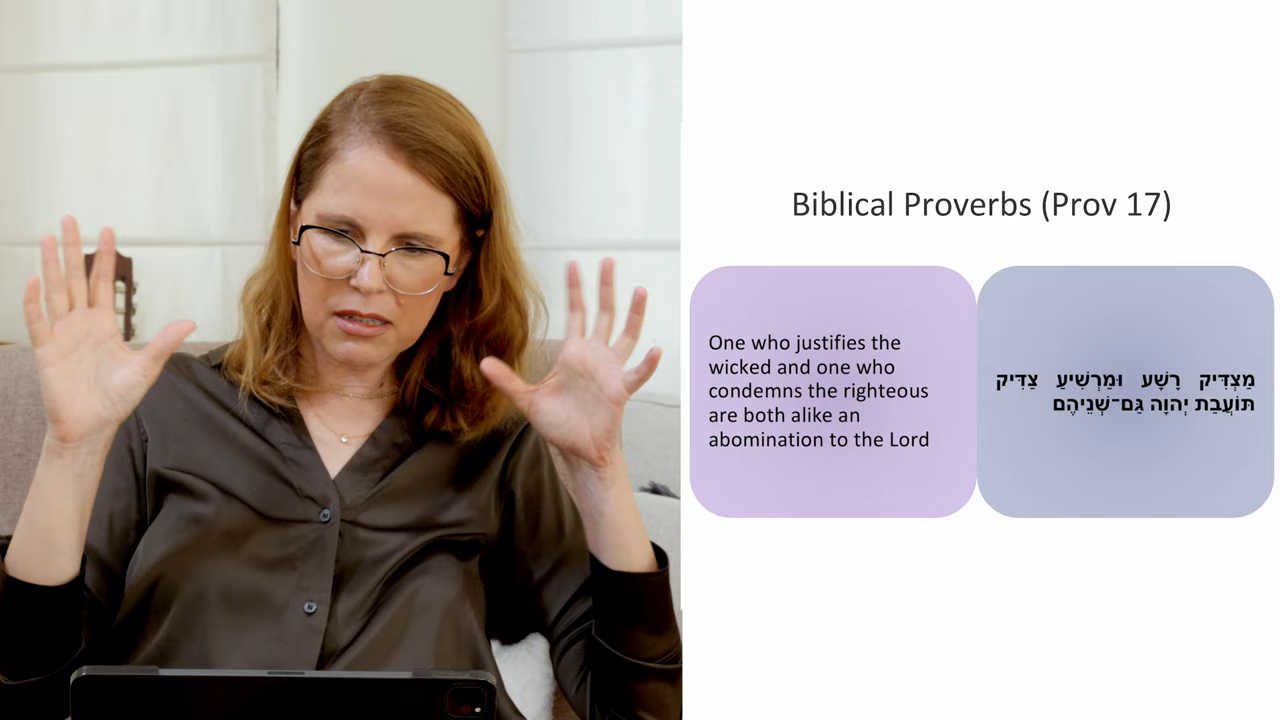 Biblical Proverbs (Prov 17)
One who justifies the
wicked and one who
condemns the righteous
are both alike an
abomination to the Lord
מַצְדִּיק רָשָׁע וּמַרְשִׁיעַ צַדִּיק
תּוֹעֲבַת יְהוָה גַּם־שְׁנֵיהֶם